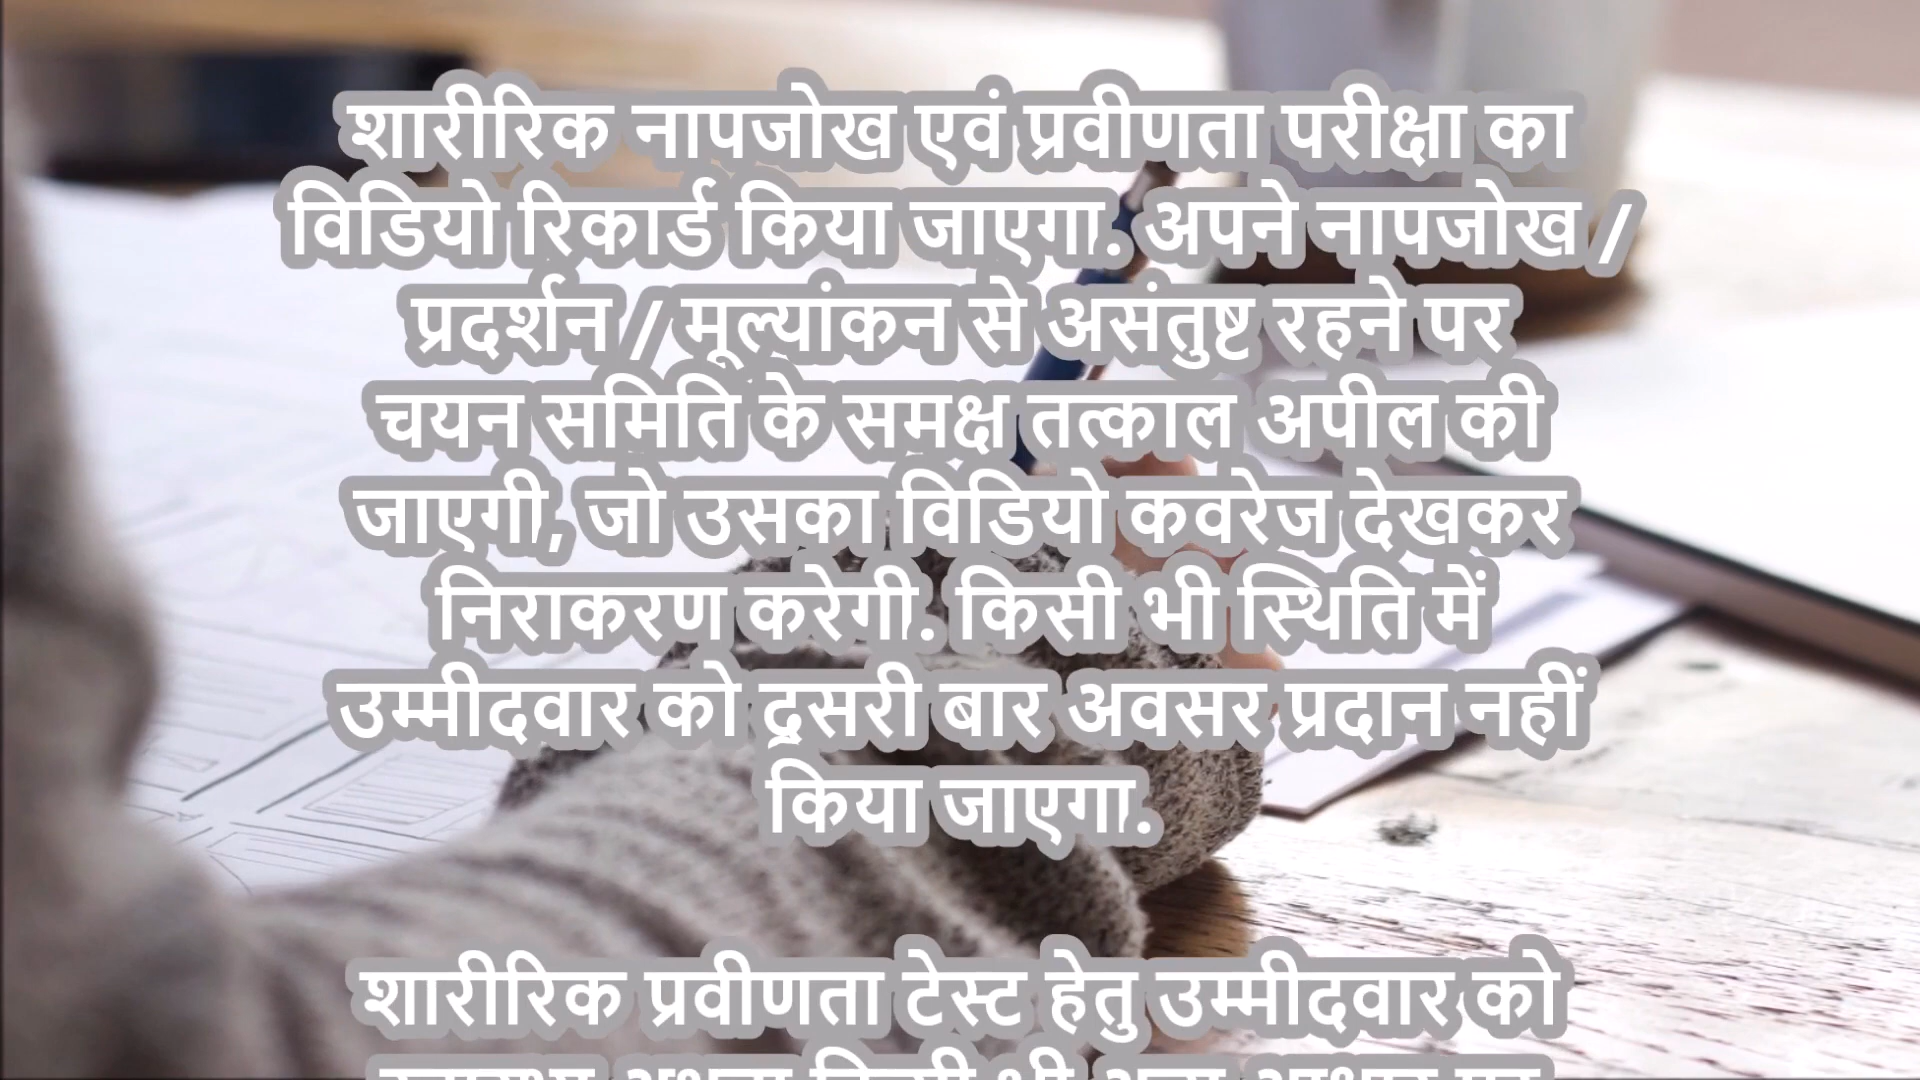 शारीरिक नापजोख एवं प्रवीणता परीक्षा का
विडियो रिकार्ड किया जाएगा. अपने नापजोख /
प्रदर्शन / मूल्यांकन से असंतुष्ट रहने पर
चयन समिति के समक्ष तत्काल अपील की
जाएगी, जो उसका विडियो कवरेज देखकर
निराकरण करेगी. किसी भी स्थिति में
उम्मीदवार को दूसरी बार अवसर प्रदान नहीं
किया जाएगा.
शारीरिक प्रवीणता टेस्ट हेतु उम्मीदवार को